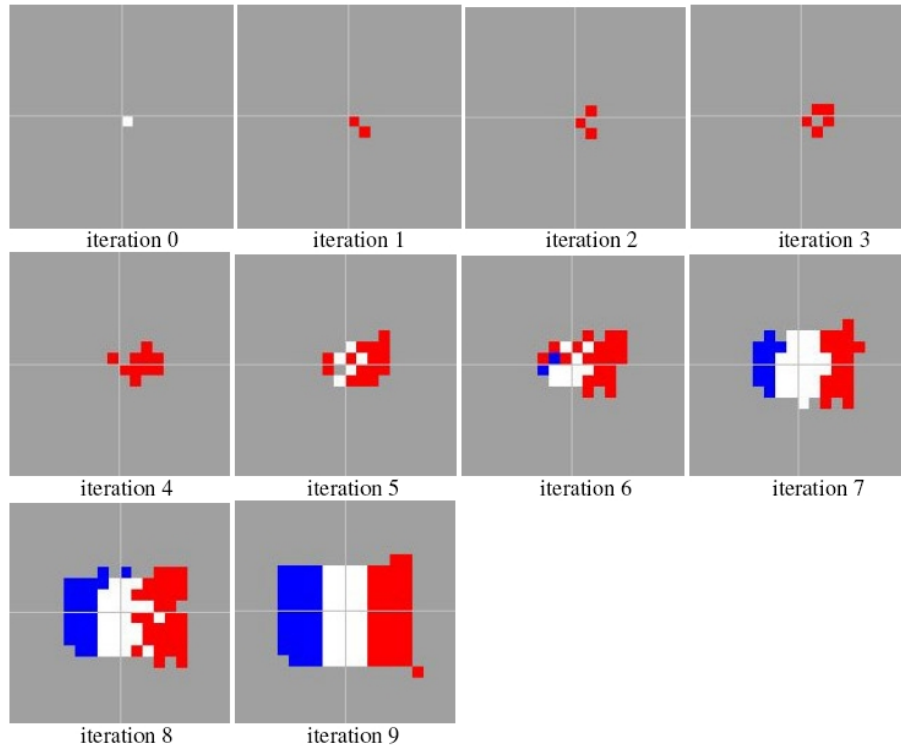 iteration 0
iteration 1
iteration 2
iteration 3
iteration 4
iteration 5
iteration 6
iteration 7
iteration 8
iteration 9